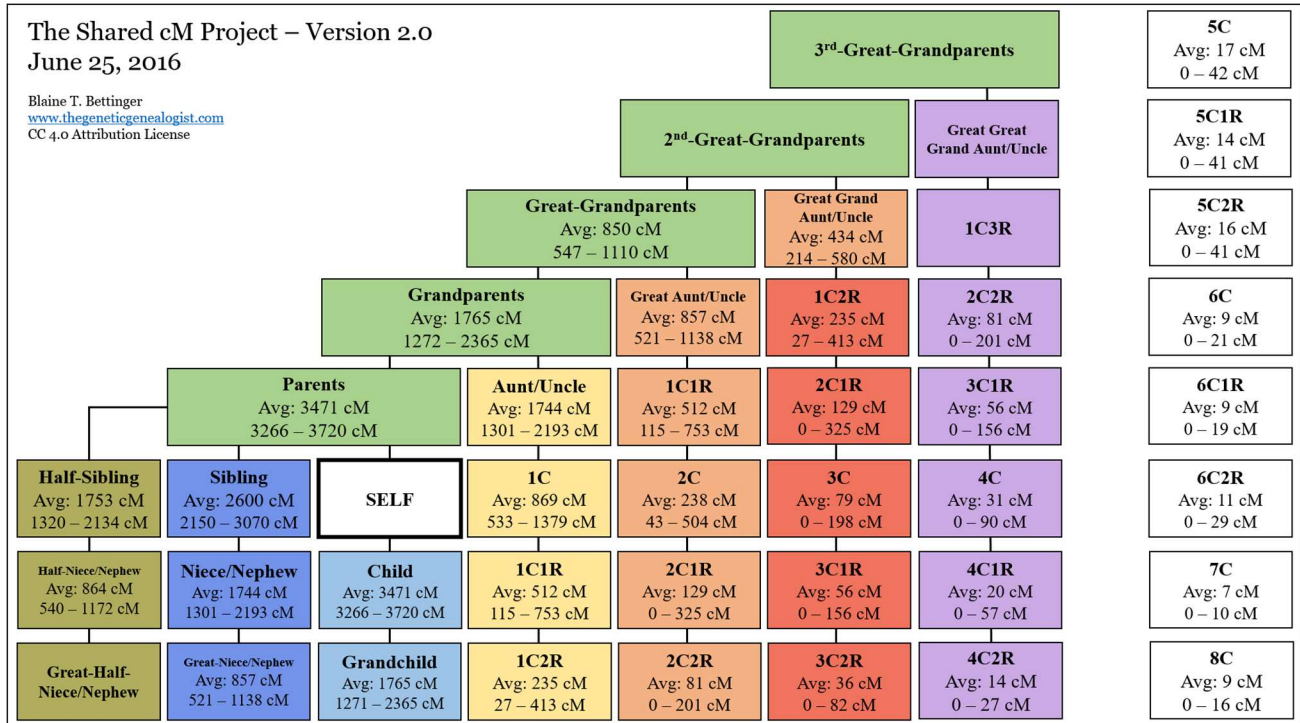 The Shared cM Project – Version 2.0
June 25, 2016
Blaine T. Bettinger
www.thegeneticgenealogist.com
CC 4.0 Attribution License
3rd-Great-Grandparents
5C
Avg: 17 cM
0 – 42 cM
2nd-Great-Grandparents
Great Great
Grand Aunt/Uncle
5C1R
Avg: 14 cM
0 – 41 cM
Great-Grandparents
Avg: 850 cM
547 – 1110 cM
Great Grand
Aunt/Uncle
Avg: 434 cM
214 – 580 cM
1C3R
5C2R
Avg: 16 cM
0 – 41 cM
Grandparents
Avg: 1765 cM
1272 – 2365 cM
Great Aunt/Uncle
Avg: 857 cM
521 – 1138 cM
1C2R
Avg: 235 cM
27 – 413 cM
2C2R
Avg: 81 cM
0 – 201 cM
6C
Avg: 9 cM
0 – 21 cM
Parents
Avg: 3471 cM
3266 – 3720 cM
Aunt/Uncle
Avg: 1744 cM
1301 – 2193 cM
1C1R
Avg: 512 cM
115 – 753 cM
2C1R
Avg: 129 cM
0 – 325 cM
3C1R
Avg: 56 cM
0 – 156 cM
6C1R
Avg: 9 cM
0 – 19 cM
Half-Sibling
Avg: 1753 cM
1320 – 2134 cM
Sibling
Avg: 2600 cM
2150 – 3070 cM
SELF
1C
Avg: 869 cM
533 – 1379 cM
2C
Avg: 238 cM
43 – 504 cM
3C
Avg: 79 cM
0 – 198 cM
4C
Avg: 31 cM
0 – 90 cM
6C2R
Avg: 11 cM
0 – 29 cM
Half-Niece/Nephew
Avg: 864 cM
540 – 1172 cM
Niece/Nephew
Avg: 1744 cM
1301 – 2193 cM
Child
Avg: 3471 cM
3266 – 3720 cM
1C1R
Avg: 512 cM
115 – 753 cM
2C1R
Avg: 129 cM
0 – 325 cM
3C1R
Avg: 56 cM
0 – 156 cM
4C1R
Avg: 20 cM
0 – 57 cM
7C
Avg: 7 cM
0 – 10 cM
Great-Half-
Niece/Nephew
Great-Niece/Nephew
Avg: 857 cM
521 – 1138 cM
Grandchild
Avg: 1765 cM
1271 – 2365 cM
1C2R
Avg: 235 cM
27 – 413 cM
2C2R
Avg: 81 cM
0 – 201 cM
3C2R
Avg: 36 cM
0 – 82 cM
4C2R
Avg: 14 cM
0 – 27 cM
8C
Avg: 9 cM
0 – 16 cM